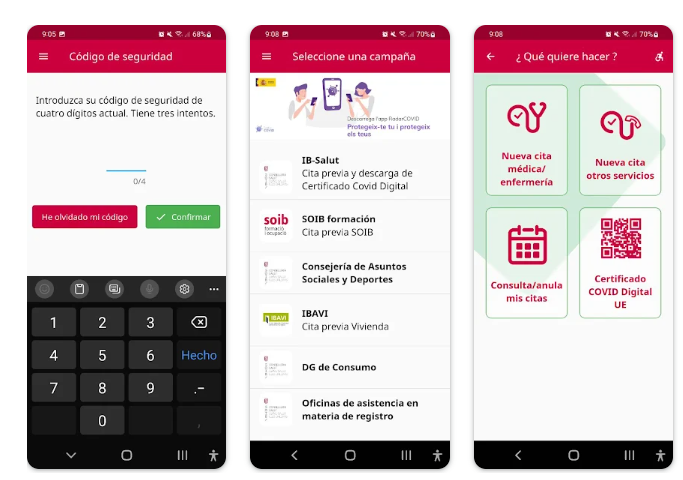 9:05
68%
Código de seguridad
Introduzca su código de seguridad de
cuatro dígitos actual. Tiene tres intentos.
0/4
He olvidado mi código
Confirmar
1 2 3
4 5 6 Hecho
7 8 9 .-
0 ,
9:08
70%
Seleccione una campaña
Descarrega l'app RadarCOVID
Protegeix-te tu i protegeix
als teus
IB-Salut
Cita previa y descarga de
Certificado Covid Digital
soib
formació
i ocupació
SOIB formación
Cita previa SOIB
Consejería de Asuntos
Sociales y Deportes
IBAVI
IBAVI
Cita previa Vivienda
DG de Consumo
Oficinas de asistencia en
materia de registro
9:08
70%
¿ Qué quiere hacer ?
Nueva cita
médica/
enfermería
Nueva cita
otros servicios
Consulta/anula
mis citas
Certificado
COVID Digital
UE